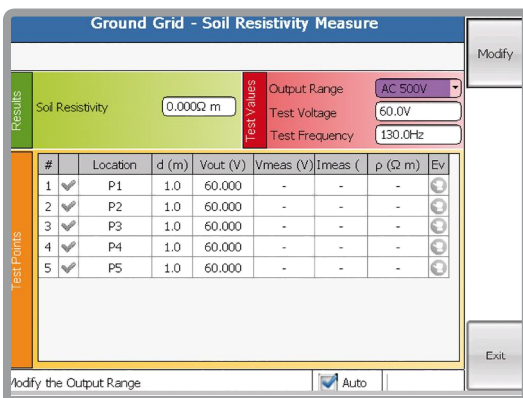 Ground Grid - Soil Resistivity Measure
Modify
Results
Soil Resistivity 0.000Ω m
Test Values
Output Range AC 500V
Test Voltage 60.0V
Test Frequency 130.0Hz
Test Points
# Location d (m) Vout (V) Vmeas (V) Imeas ( ρ (Ω m) Ev
1 P1 1.0 60.000 - - -
2 P2 1.0 60.000 - - -
3 P3 1.0 60.000 - - -
4 P4 1.0 60.000 - - -
5 P5 1.0 60.000 - - -
Exit
Modify the Output Range Auto